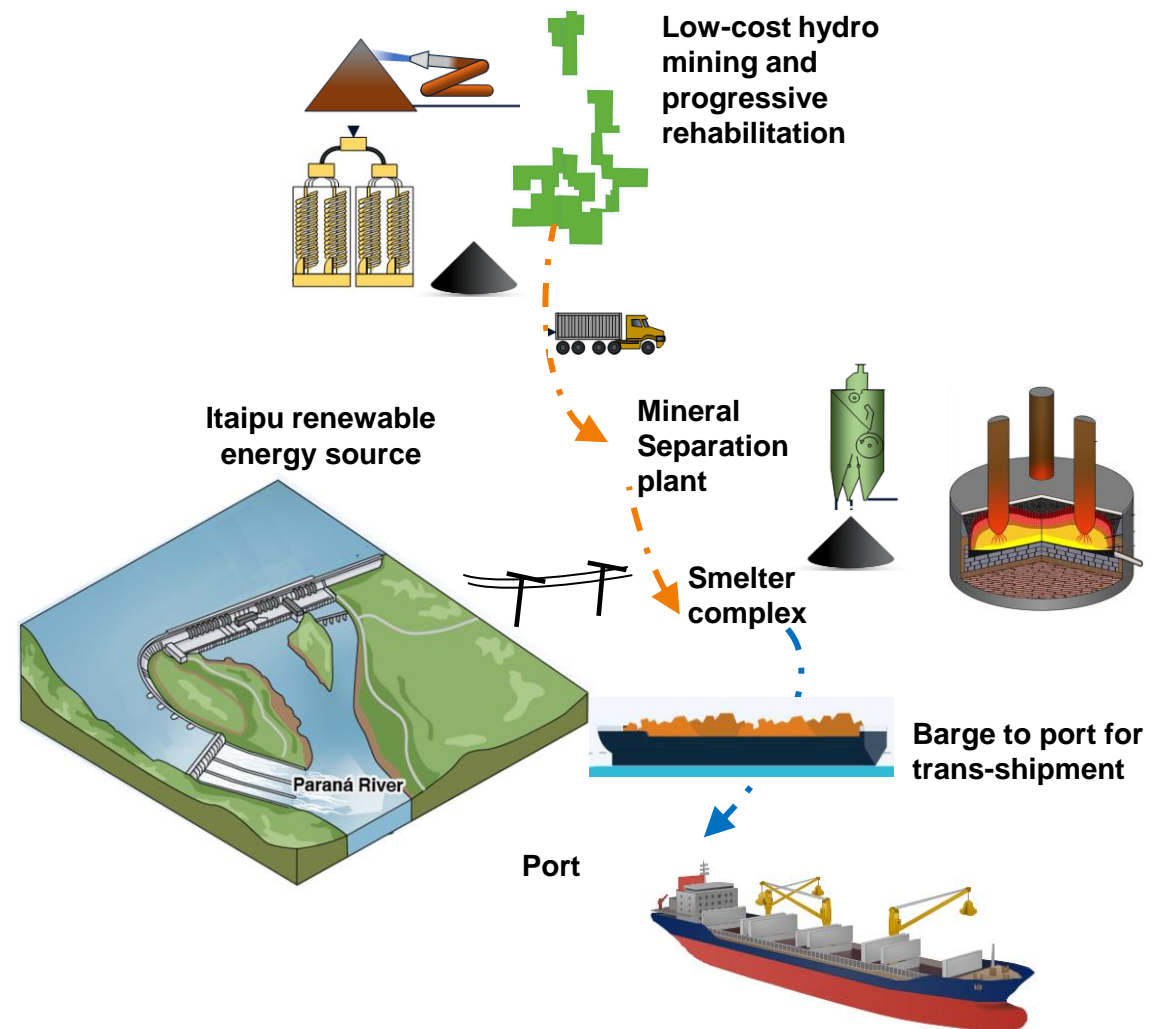 Low-cost hydro
mining and
progressive
rehabilitation
Itaipu renewable
energy source
Mineral
Separation
plant
Smelter
complex
Paraná River
Barge to port for
trans-shipment
Port